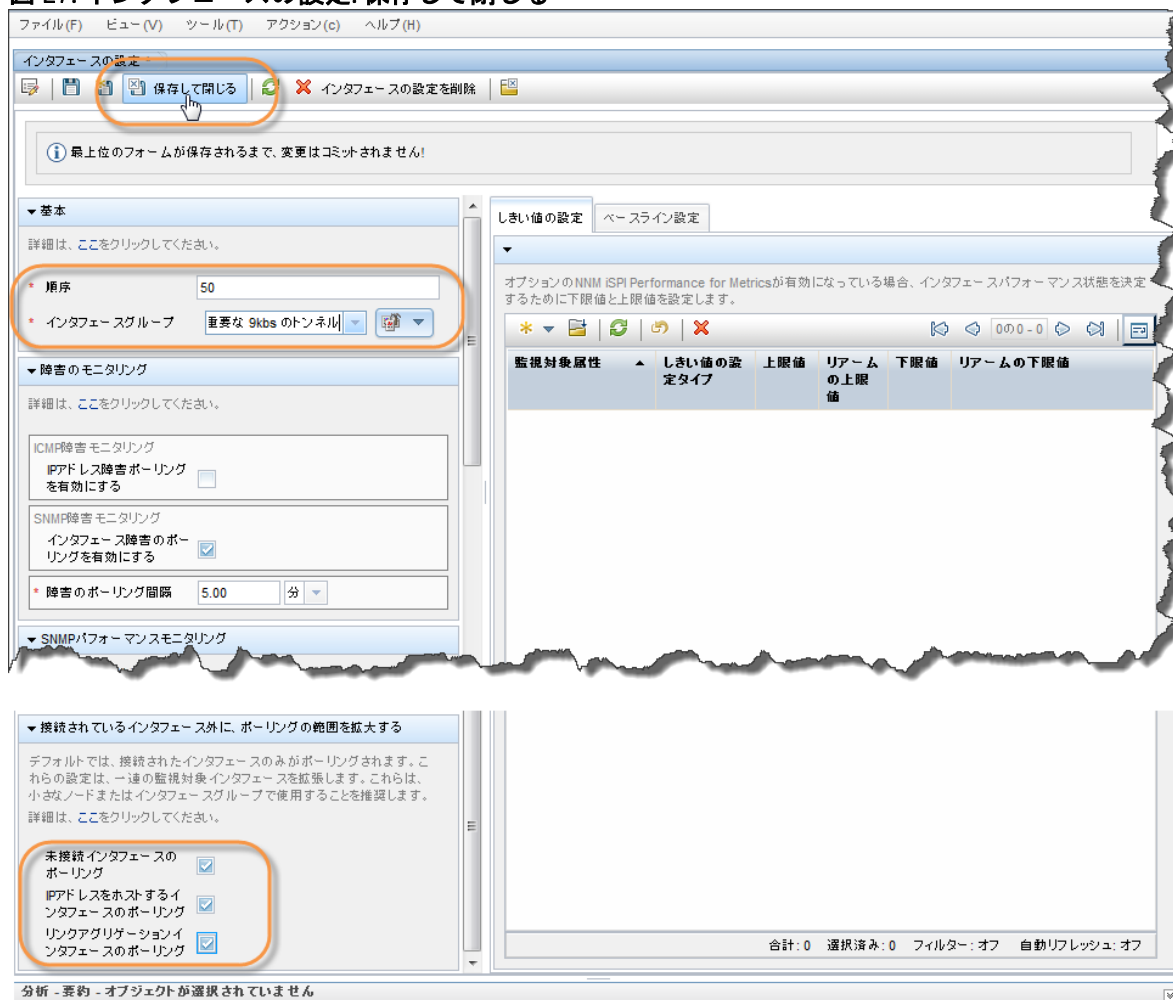 ファイル(F) ビュー(V) ツール(T) アクション(c) ヘルプ(H)
インタフェースの設定
保存して閉じる
インタフェースの設定を削除
最上位のフォームが保存されるまで、変更はコミットされません!
基本
詳細は、ここをクリックしてください。
* 順序 50
* インタフェースグループ 重要な 9kbs のトンネル
障害のモニタリング
詳細は、ここをクリックしてください。
ICMP障害モニタリング
IPアドレス障害ポーリング
を有効にする
SNMP障害モニタリング
インタフェース障害のポー
リングを有効にする
* 障害のポーリング間隔 5.00 分
SNMPパフォーマンスモニタリング
しきい値の設定 ベースライン設定
オプションのNNM iSPI Performance for Metricsが有効になっている場合、インタフェースパフォーマンス状態を決定
するために下限値と上限値を設定します。
0の0-0
監視対象属性 しきい値の設定タイプ 上限値 リアームの上限値 下限値 リアームの下限値
接続されているインタフェース外に、ポーリングの範囲を拡大する
デフォルトでは、接続されたインタフェースのみがポーリングされます。こ
れらの設定は、一連の監視対象インタフェースを拡張します。これらは、
小さなノードまたはインタフェースグループで使用することを推奨します。
詳細は、ここをクリックしてください。
未接続インタフェースの
ポーリング
IPアドレスをホストするイ
ンタフェースのポーリング
リンクアグリゲーションイ
ンタフェースのポーリング
合計: 0 選択済み: 0 フィルター: オフ 自動リフレッシュ: オフ
分析 - 要約 - オブジェクトが選択されていません